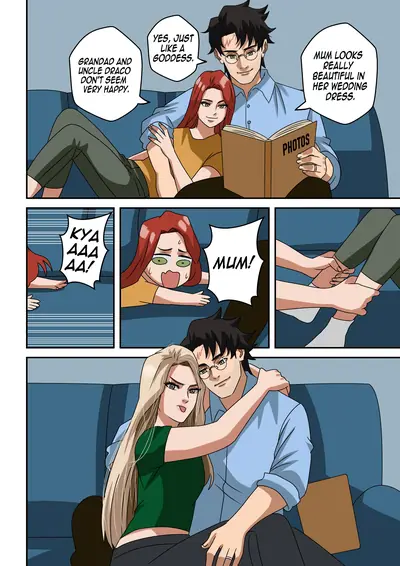 MUM LOOKS
REALLY
BEAUTIFUL IN
HER WEDDING
DRESS.
YES, JUST
LIKE A
GODDESS.
GRANDAD AND
UNCLE DRACO
DON'T SEEM
VERY HAPPY.
PHOTOS
KYA
AAA
AAA
AA!
MUM!